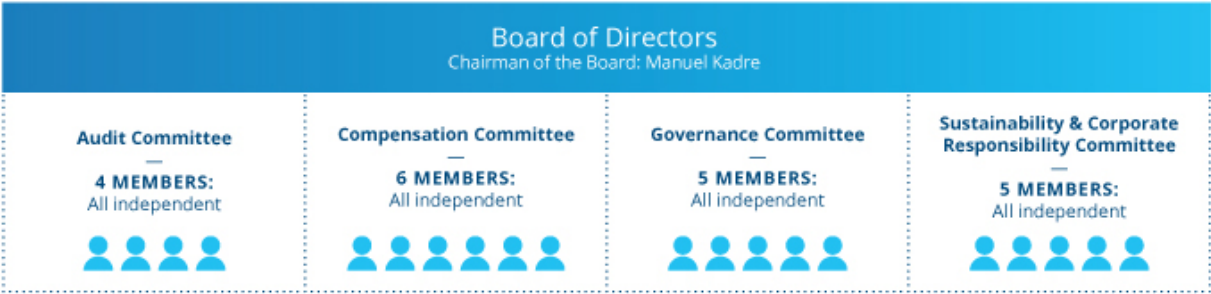 Board of Directors
Chairman of the Board: Manuel Kadre
Audit Committee
—
4 MEMBERS:
All independent
Compensation Committee
—
6 MEMBERS:
All independent
Governance Committee
—
5 MEMBERS:
All independent
Sustainability & Corporate
Responsibility Committee
—
5 MEMBERS:
All independent